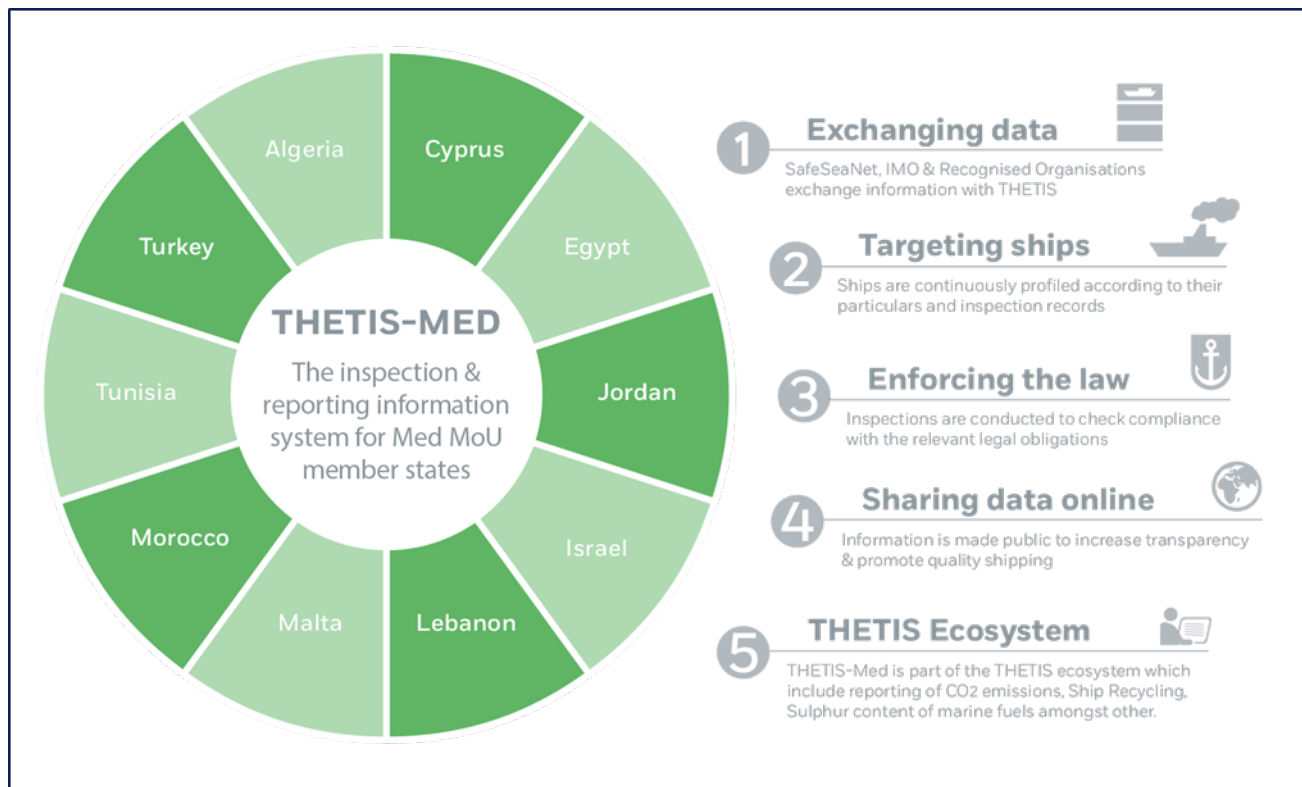 Algeria
Cyprus
Turkey
Egypt
Tunisia
Jordan
Morocco
Israel
Malta
Lebanon
THETIS-MED
The inspection &
reporting information
system for Med MoU
member states
1
Exchanging data
SafeSeaNet, IMO & Recognised Organisations
exchange information with THETIS
2
Targeting ships
Ships are continuously profiled according to their
particulars and inspection records
3
Enforcing the law
Inspections are conducted to check compliance
with the relevant legal obligations
4
Sharing data online
Information is made public to increase transparency
& promote quality shipping
5
THETIS Ecosystem
THETIS-Med is part of the THETIS ecosystem which
include reporting of CO2 emissions, Ship Recycling,
Sulphur content of marine fuels amongst other.